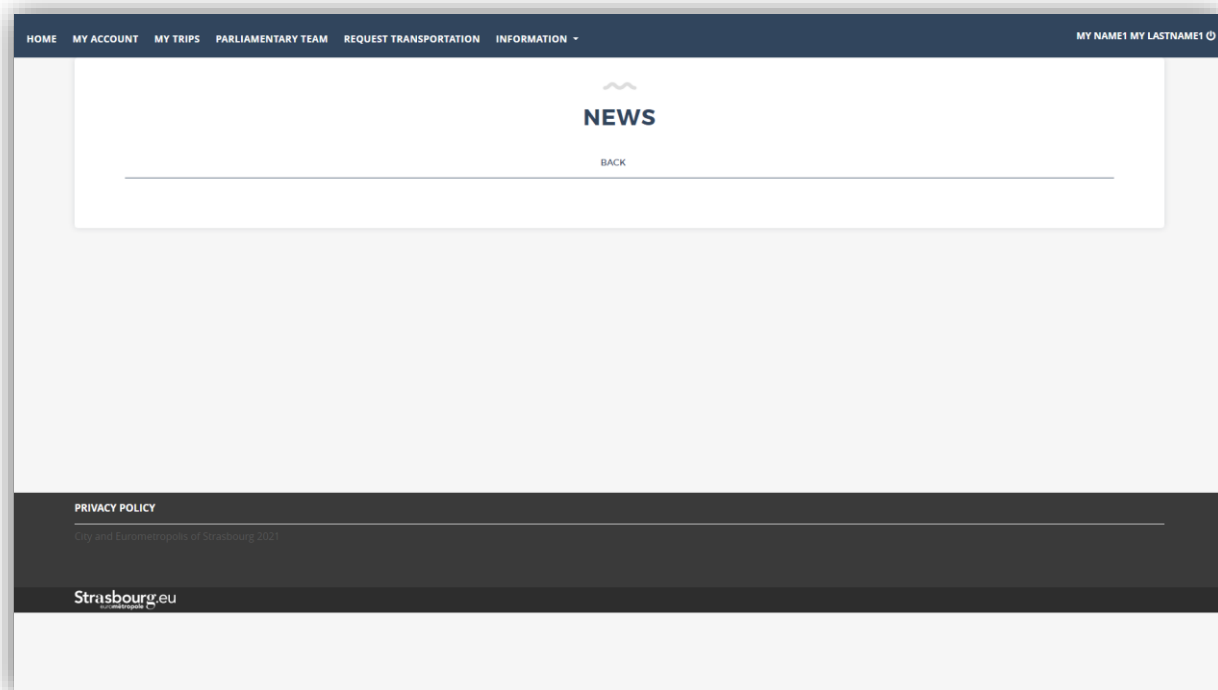 HOME MY ACCOUNT MY TRIPS PARLIAMENTARY TEAM REQUEST TRANSPORTATION INFORMATION MY NAME1 MY LASTNAME1
NEWS
BACK
PRIVACY POLICY
City and Eurometropolis of Strasbourg 2021
Strasbourg.eu
eurométropole